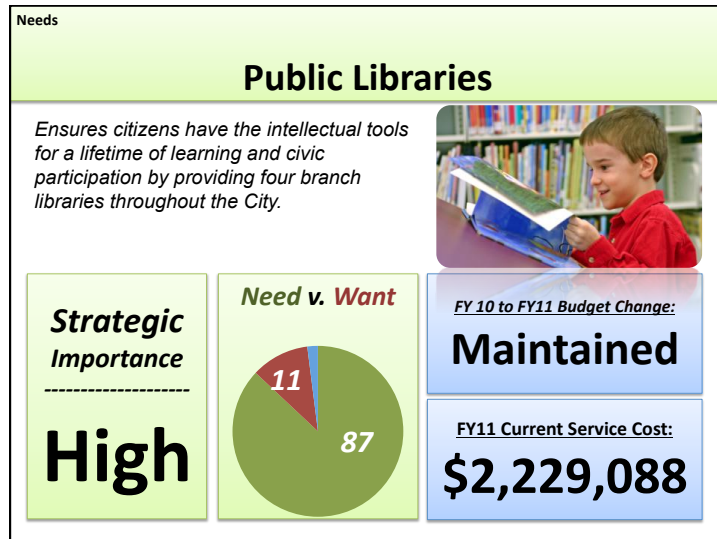 Needs
Public Libraries
Ensures citizens have the intellectual tools
for a lifetime of learning and civic
participation by providing four branch
libraries throughout the City.
Strategic
Importance
--------------------
High
Need v. Want
11
87
FY 10 to FY11 Budget Change:
Maintained
FY11 Current Service Cost:
$2,229,088